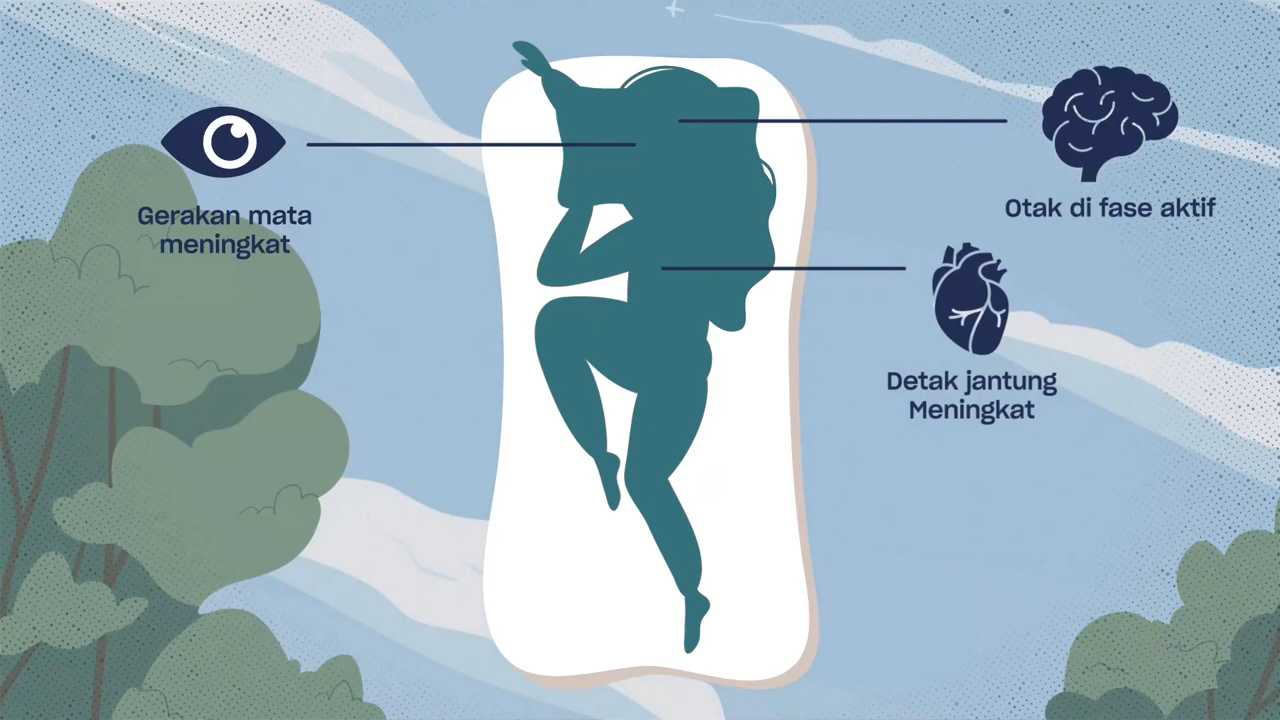 Gerakan mata
meningkat
Otak di fase aktif
Detak jantung
Meningkat